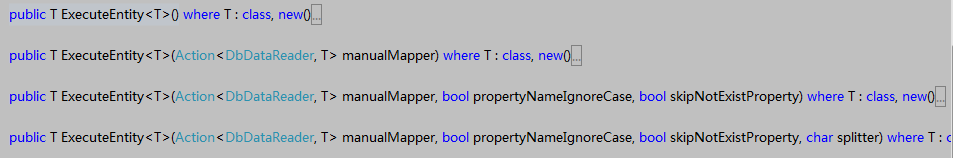 public T ExecuteEntity<T>() where T : class, new()...
public T ExecuteEntity<T>(Action<DbDataReader, T> manualMapper) where T : class, new()...
public T ExecuteEntity<T>(Action<DbDataReader, T> manualMapper, bool propertyNameIgnoreCase, bool skipNotExistProperty) where T : class, new()...
public T ExecuteEntity<T>(Action<DbDataReader, T> manualMapper, bool propertyNameIgnoreCase, bool skipNotExistProperty, char splitter) where T : c